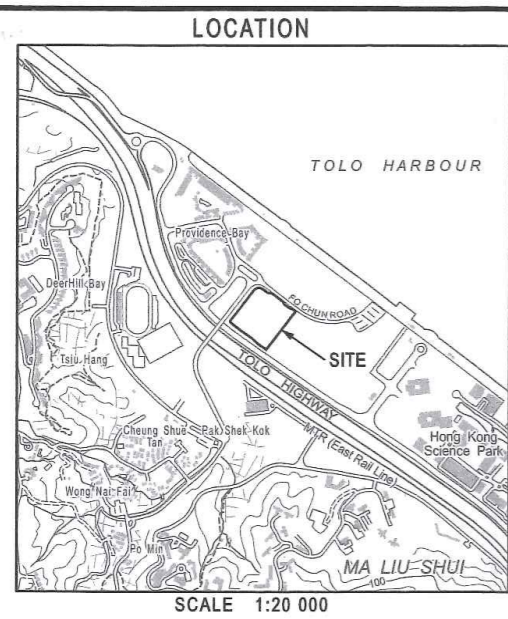 LOCATION
TOLO HARBOUR
Providence Bay
DeerHill Bay
FO CHUN ROAD
Tsiu Hang
SITE
TOLO HIGHWAY
Cheung Shue Tan
Pak Shek Kok
MTR (East Rail Line)
Hong Kong
Science Park
Wong Nai Fai
Po Min
MA LIU SHUI
100
SCALE 1:20 000